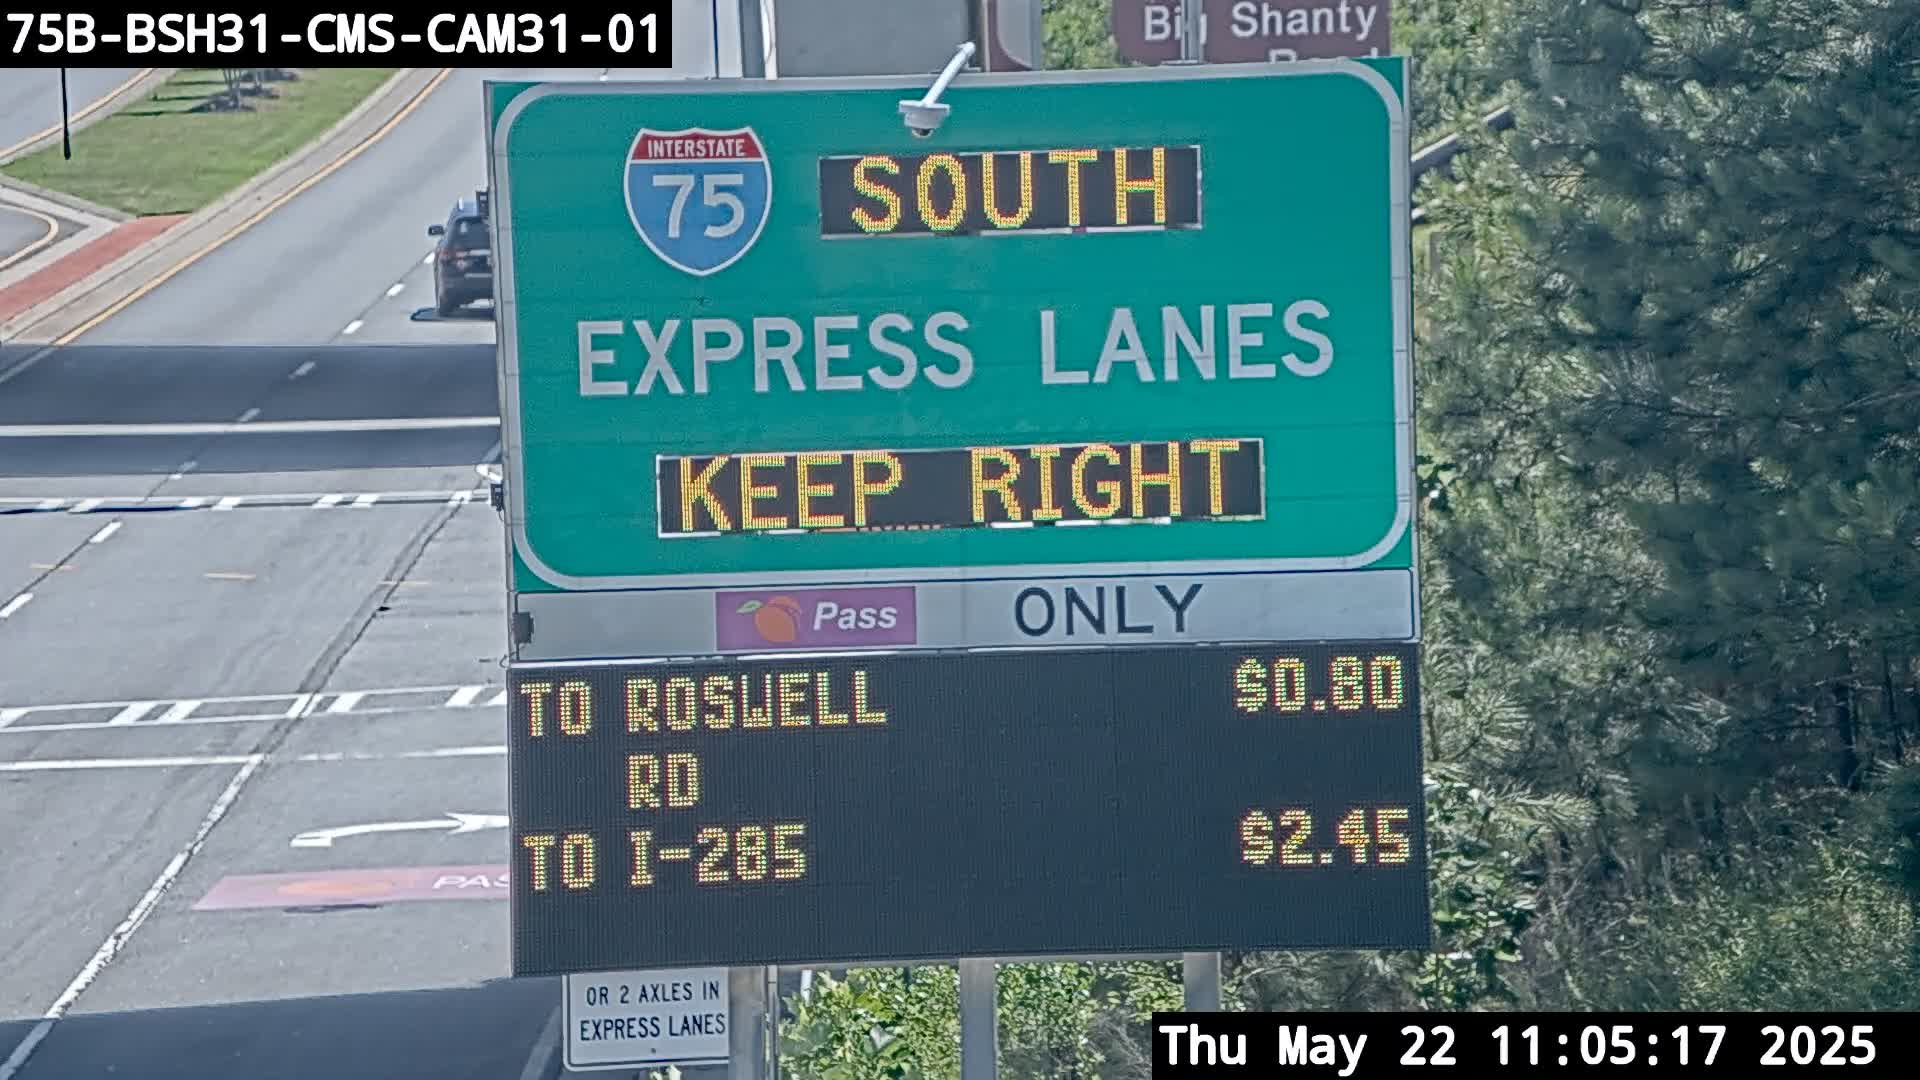 75B-BSH31-CMS-CAM31-01
Big Shanty
Road
INTERSTATE
75
SOUTH
EXPRESS LANES
KEEP RIGHT
Pass
ONLY
TO ROSWELL $0.80
RD
TO I-285 $2.45
PAS
OR 2 AXLES IN
EXPRESS LANES
Thu May 22 11:05:17 2025